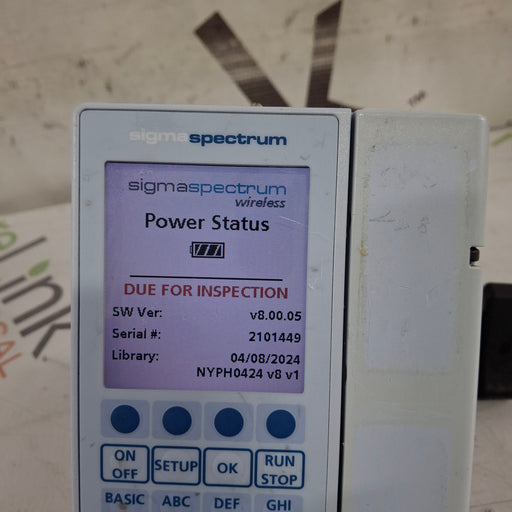 sigmaspectrum
sigmaspectrum
wireless
Power Status
DUE FOR INSPECTION
SW Ver: v8.00.05
Serial #: 2101449
Library: 04/08/2024
NYPH0424 v8 v1
ON OFF
SETUP
OK
RUN STOP
BASIC ABC DEF GHI